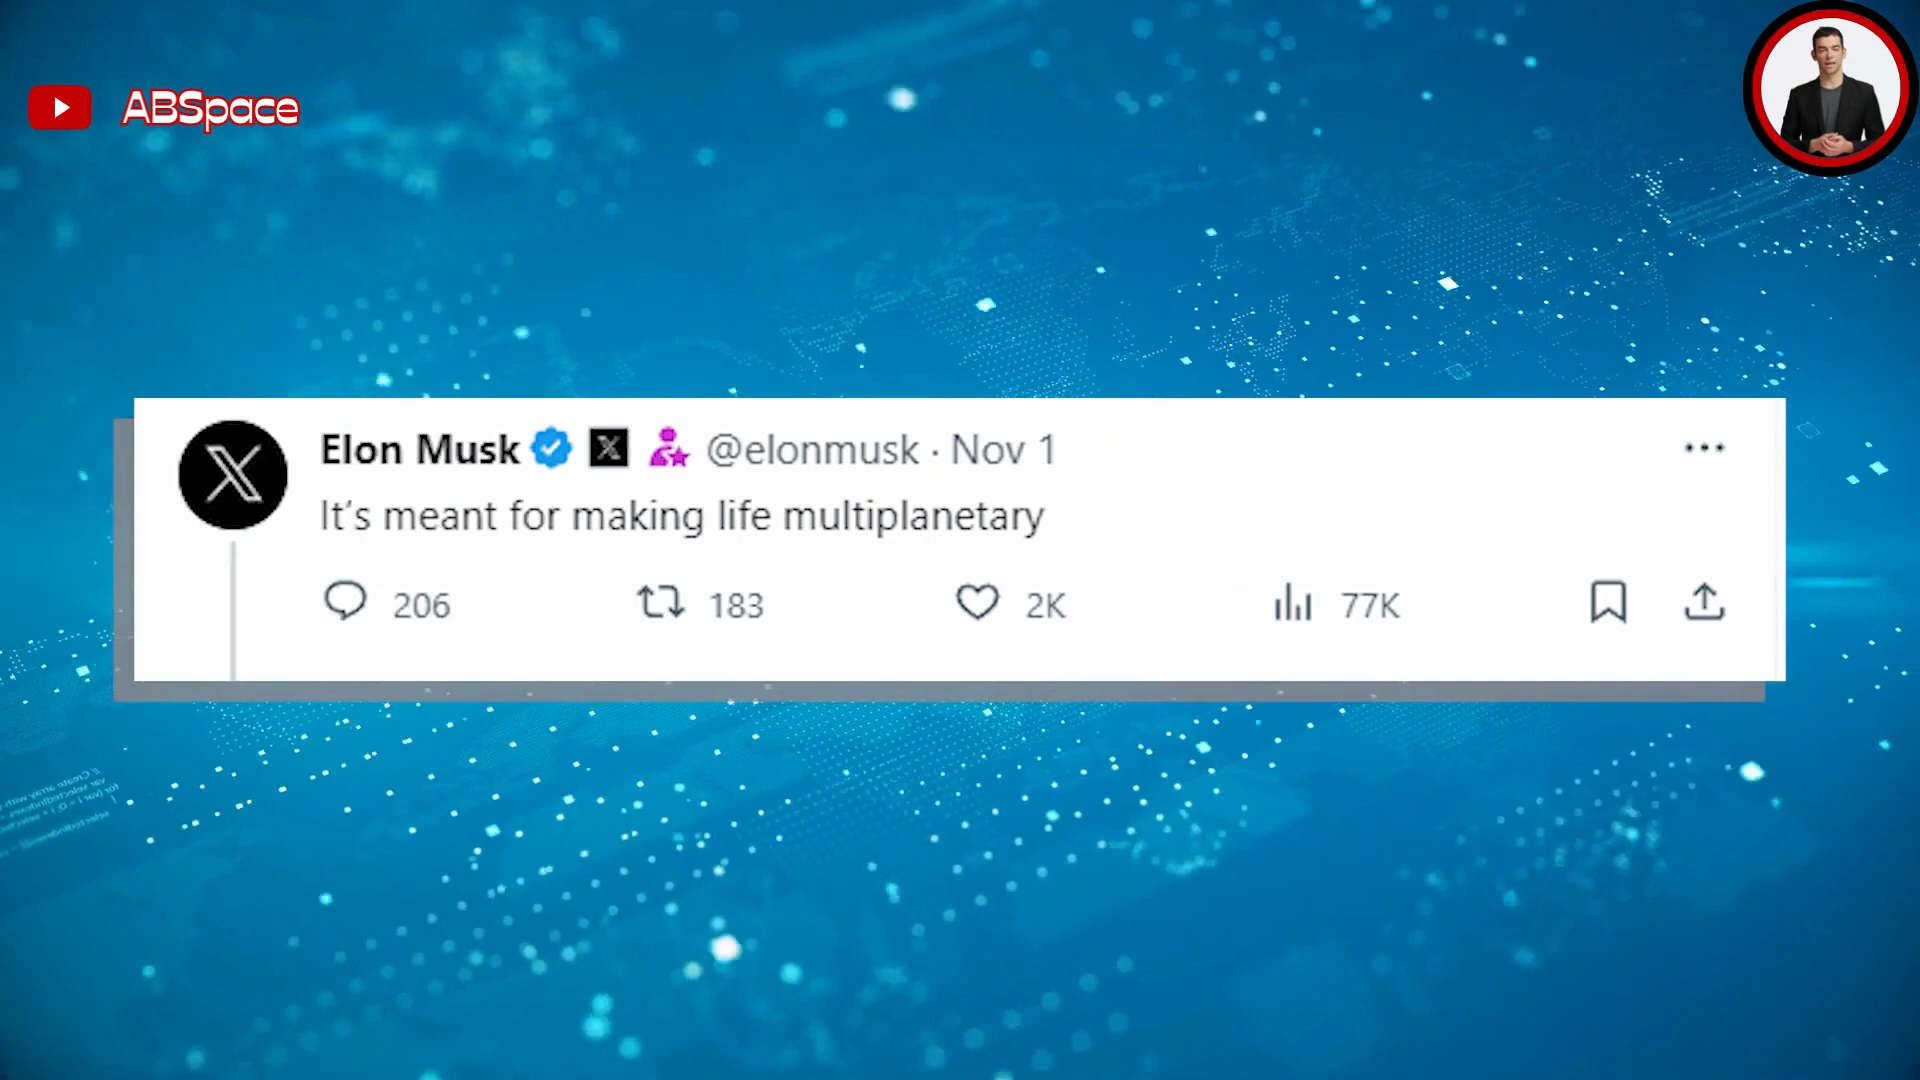 ABSpace
Elon Musk @elonmusk · Nov 1
It's meant for making life multiplanetary
206 183 2K 77K